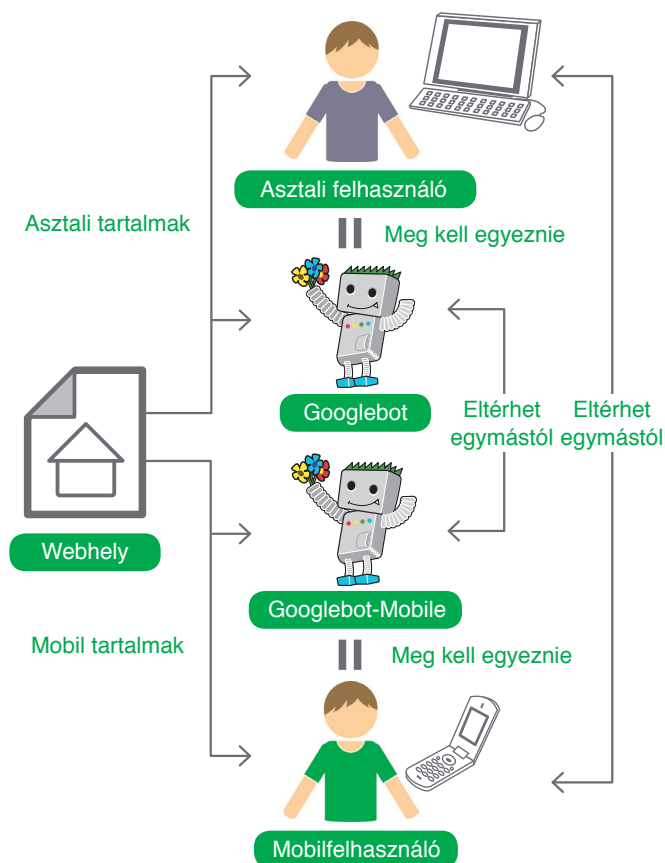 Asztali felhasználó
Asztali tartalmak
Meg kell egyeznie
Googlebot
Eltérhet
egymástól
Eltérhet
egymástól
Webhely
Googlebot-Mobile
Mobil tartalmak
Meg kell egyeznie
Mobilfelhasználó